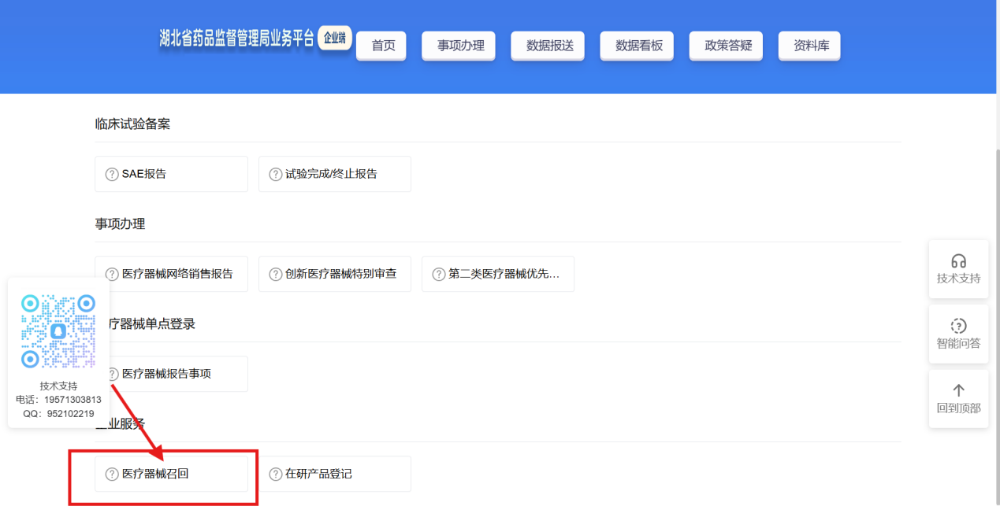 湖北省药品监督管理局业务平台 企业端 首页 事项办理 数据报送 数据看板 政策答疑 资料库
临床试验备案
SAE报告 试验完成/终止报告
事项办理
医疗器械网络销售报告 创新医疗器械特别审查 第二类医疗器械优先...
疗器械单点登录
医疗器械报告事项
业服务
医疗器械召回 在研产品登记
技术支持
电话：19571303813
QQ：952102219
技术支持
智能问答
回到顶部